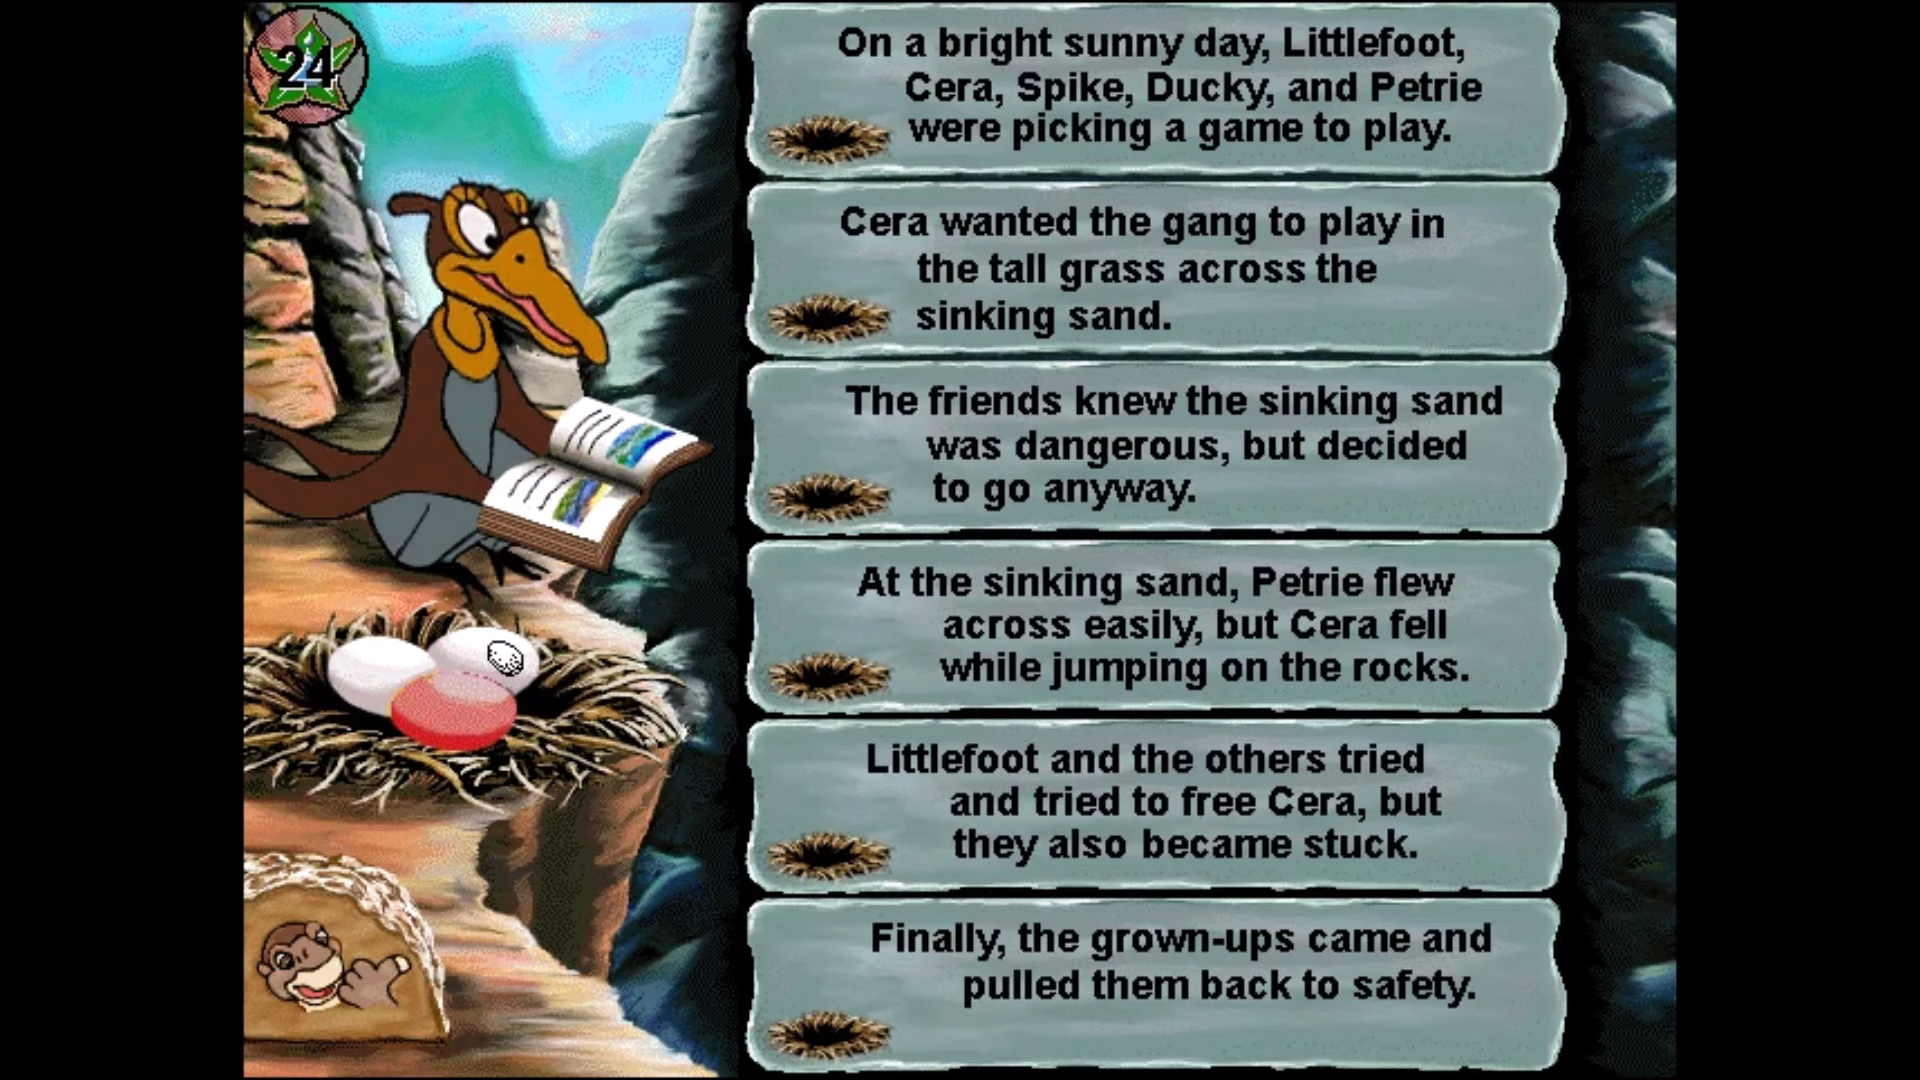 24
On a bright sunny day, Littlefoot,
Cera, Spike, Ducky, and Petrie
were picking a game to play.
Cera wanted the gang to play in
the tall grass across the
sinking sand.
The friends knew the sinking sand
was dangerous, but decided
to go anyway.
At the sinking sand, Petrie flew
across easily, but Cera fell
while jumping on the rocks.
Littlefoot and the others tried
and tried to free Cera, but
they also became stuck.
Finally, the grown-ups came and
pulled them back to safety.